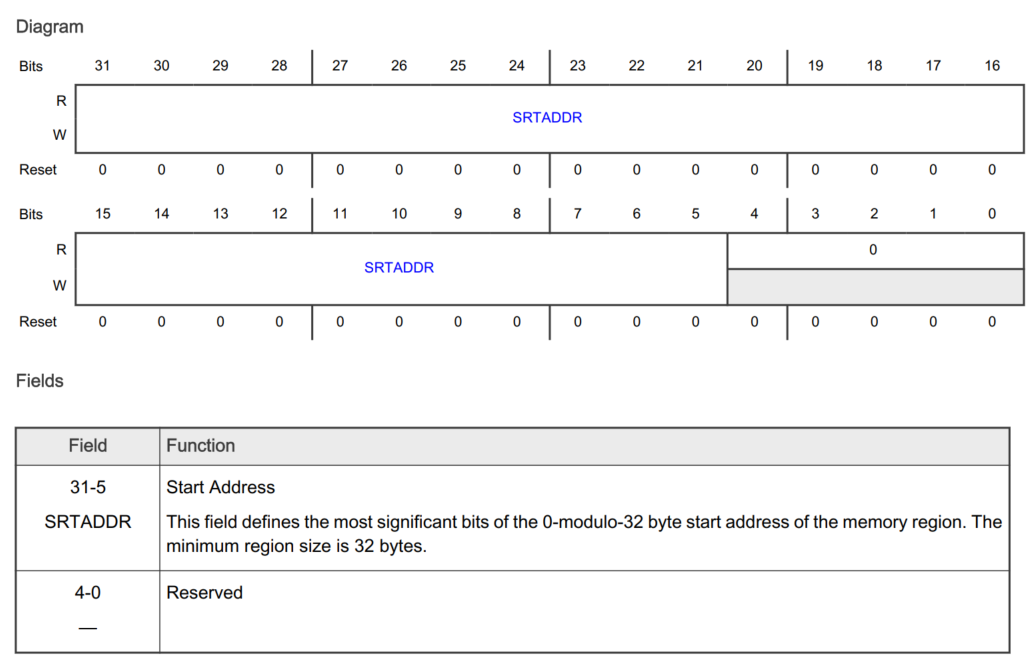 Diagram
Bits 31 30 29 28 27 26 25 24 23 22 21 20 19 18 17 16
R
SRTADDR
W
Reset 0 0 0 0 0 0 0 0 0 0 0 0 0 0 0 0
Bits 15 14 13 12 11 10 9 8 7 6 5 4 3 2 1 0
R 0
SRTADDR
W
Reset 0 0 0 0 0 0 0 0 0 0 0 0 0 0 0 0
Fields
Field Function
31-5 Start Address
SRTADDR This field defines the most significant bits of the 0-modulo-32 byte start address of the memory region. The
minimum region size is 32 bytes.
4-0 Reserved
—